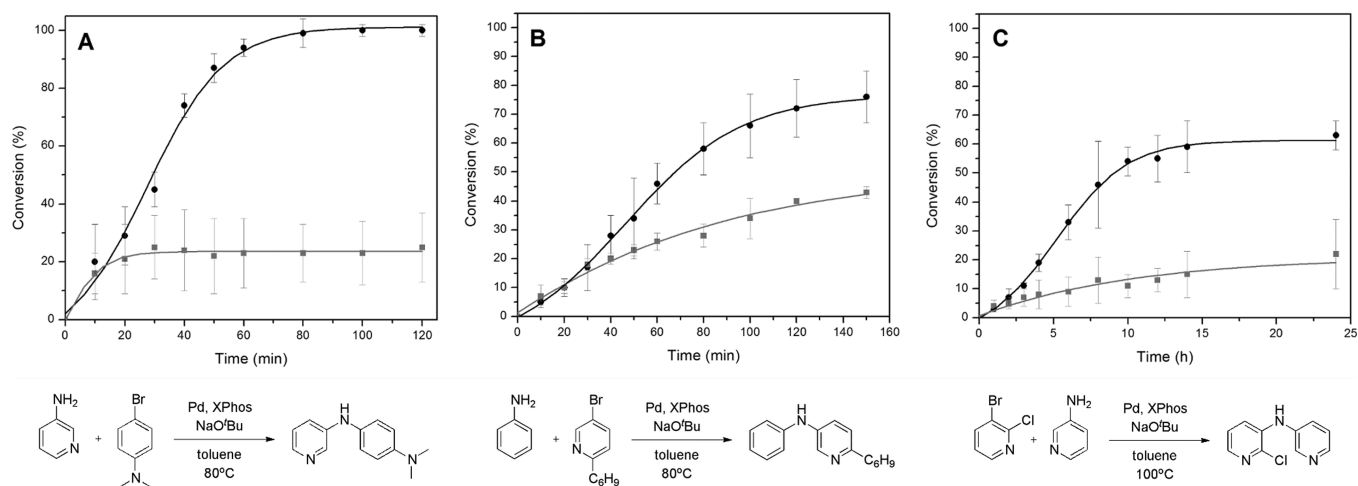 A
B
C
100
80
60
40
20
0
Conversion (%)
0
20
40
60
80
100
120
Time (min)
100
90
80
70
60
50
40
30
20
10
0
Conversion (%)
0
20
40
60
80
100
120
140
160
Time (min)
100
90
80
70
60
50
40
30
20
10
0
Conversion (%)
0
5
10
15
20
25
Time (h)
NH2
N
+
Br
N
Pd, XPhos
NaOtBu
toluene
80ºC
H
N
N
N
NH2
+
Br
N
C6H9
Pd, XPhos
NaOtBu
toluene
80ºC
H
N
N
C6H9
Br
Cl
N
+
NH2
N
Pd, XPhos
NaOtBu
toluene
100ºC
H
N
N
Cl
N